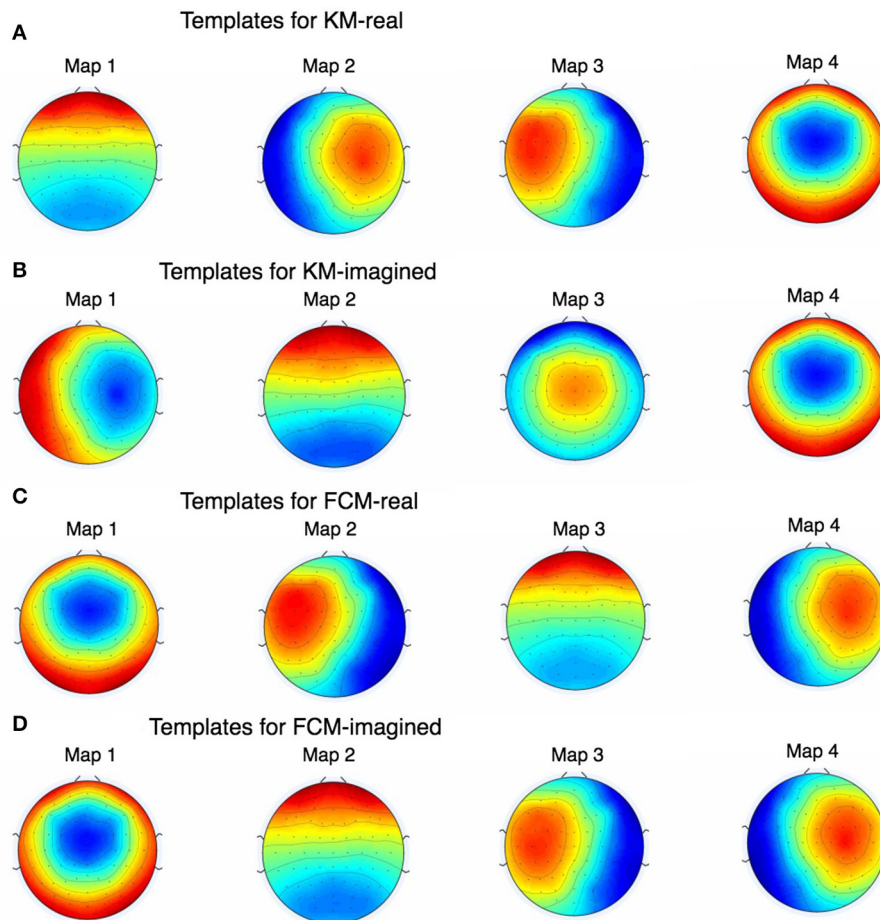 A
Templates for KM-real
Map 1 Map 2 Map 3 Map 4
B
Templates for KM-imagined
Map 1 Map 2 Map 3 Map 4
C
Templates for FCM-real
Map 1 Map 2 Map 3 Map 4
D
Templates for FCM-imagined
Map 1 Map 2 Map 3 Map 4